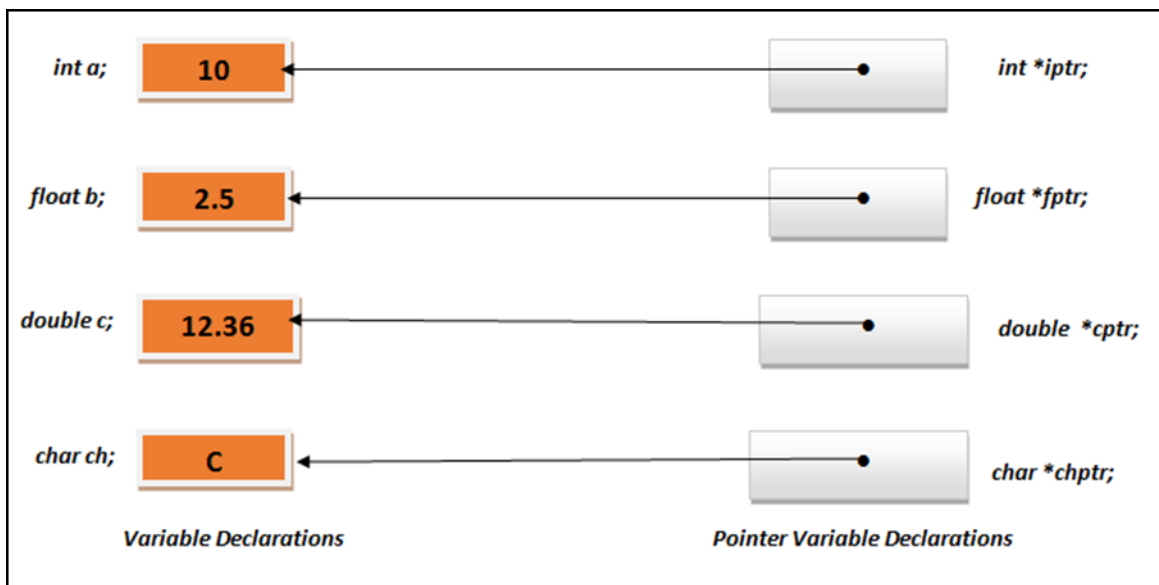 int a;
10
int *iptr;
float b;
2.5
float *fptr;
double c;
12.36
double *cptr;
char ch;
C
char *chptr;
Variable Declarations
Pointer Variable Declarations